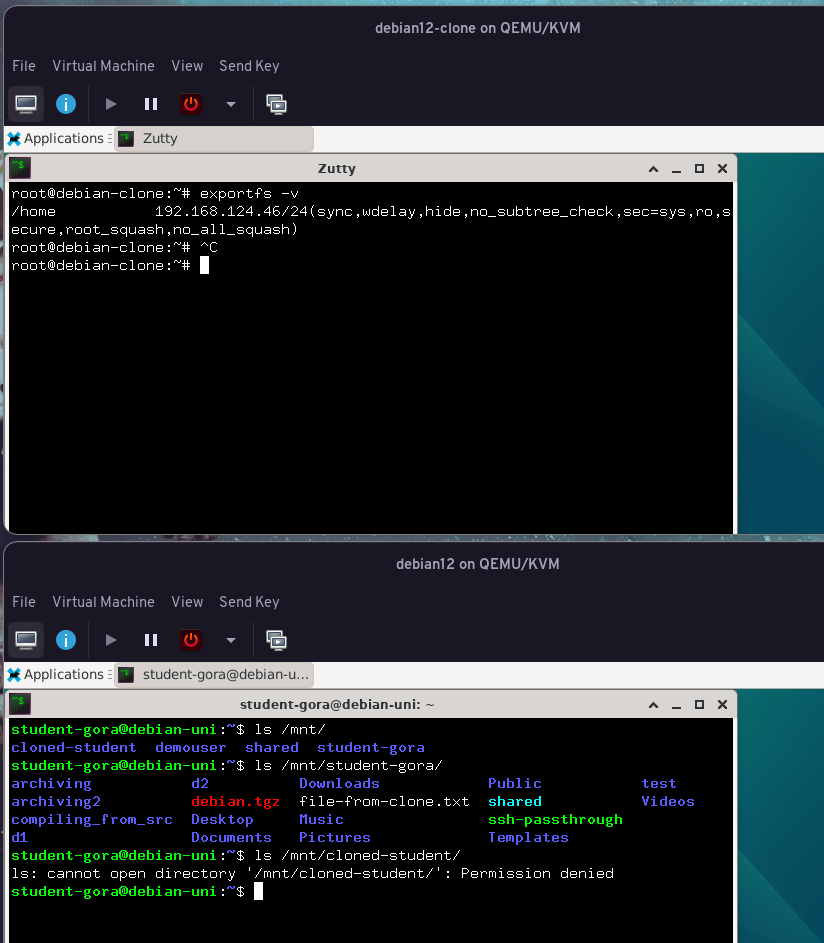 debian12-clone on QEMU/KVM
File Virtual Machine View Send Key
Applications Zutty
Zutty
root@debian-clone:~# exportfs -v
/home 192.168.124.46/24(sync,wdelay,hide,no_subtree_check,sec=sys,ro,s
ecure,root_squash,no_all_squash)
root@debian-clone:~# ^C
root@debian-clone:~#
debian12 on QEMU/KVM
File Virtual Machine View Send Key
Applications student-gora@debian-u...
student-gora@debian-uni: ~
student-gora@debian-uni:~$ ls /mnt/
cloned-student demouser shared student-gora
student-gora@debian-uni:~$ ls /mnt/student-gora/
archiving d2 Downloads Public test
archiving2 debian.tgz file-from-clone.txt shared Videos
compiling_from_src Desktop Music ssh-passthrough
d1 Documents Pictures Templates
student-gora@debian-uni:~$ ls /mnt/cloned-student/
ls: cannot open directory '/mnt/cloned-student/': Permission denied
student-gora@debian-uni:~$